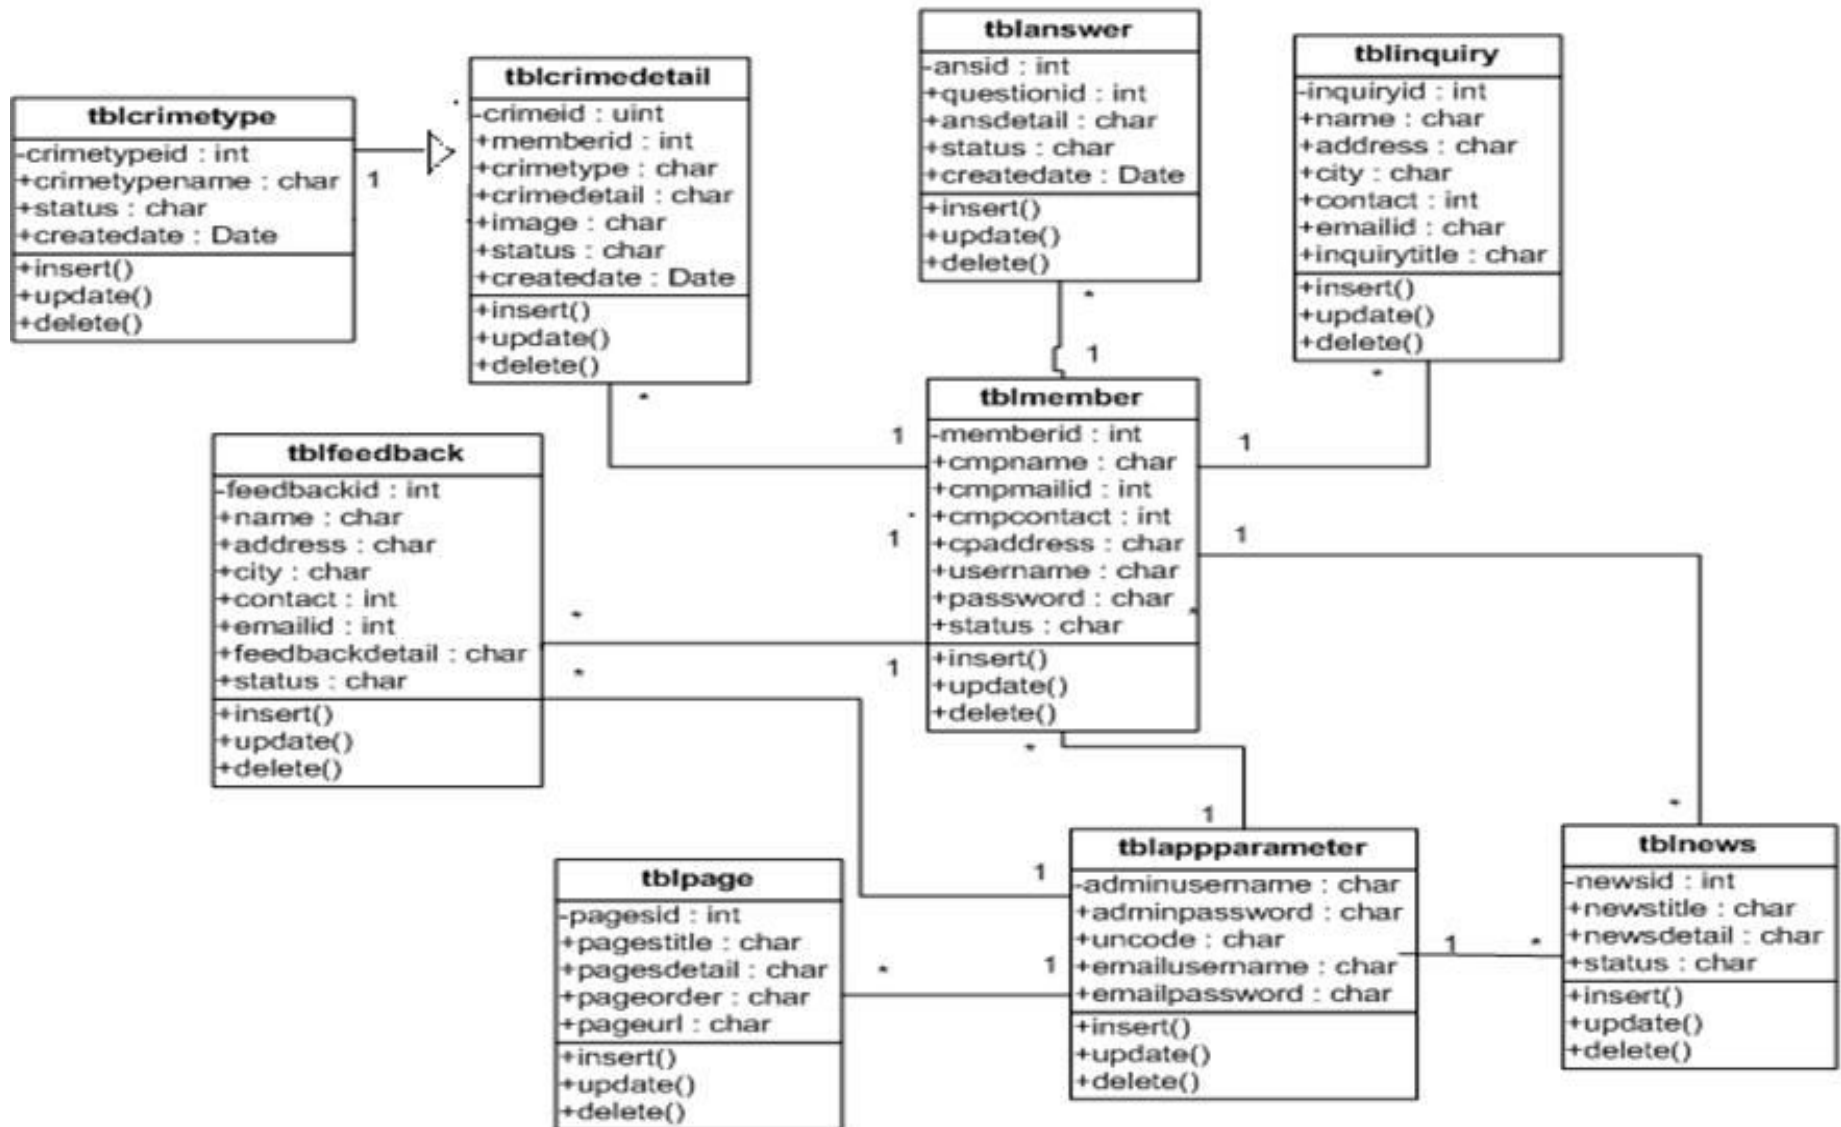 tblcrimetype
-crimetypeid : int
+crimetypename : char
+status : char
+createdate : Date
+insert()
+update()
+delete()
1
tblcrimedetail
-crimeid : uint
+memberid : int
+crimetype : char
+crimedetail : char
+image : char
+status : char
+createdate : Date
+insert()
+update()
+delete()
*
tblanswer
-ansid : int
+questionid : int
+ansdetail : char
+status : char
+createdate : Date
+insert()
+update()
+delete()
*
1
tblinquiry
-inquiryid : int
+name : char
+address : char
+city : char
+contact : int
+emailid : char
+inquirytitle : char
+insert()
+update()
+delete()
*
1
tblmember
-memberid : int
+cmpname : char
+cmpmailid : int
+cmpcontact : int
+cpaddress : char
+username : char
+password : char
+status : char
+insert()
+update()
+delete()
1
1
1
1
*
*
tblfeedback
-feedbackid : int
+name : char
+address : char
+city : char
+contact : int
+emailid : int
+feedbackdetail : char
+status : char
+insert()
+update()
+delete()
*
*
tblpage
-pagesid : int
+pagestitle : char
+pagesdetail : char
+pageorder : char
+pageurl : char
+insert()
+update()
+delete()
*
1
1
1
tblappparameter
-adminusername : char
+adminpassword : char
+uncode : char
+emailusername : char
+emailpassword : char
+insert()
+update()
+delete()
1
*
*
tblnews
-newsid : int
+newstitle : char
+newsdetail : char
+status : char
+insert()
+update()
+delete()